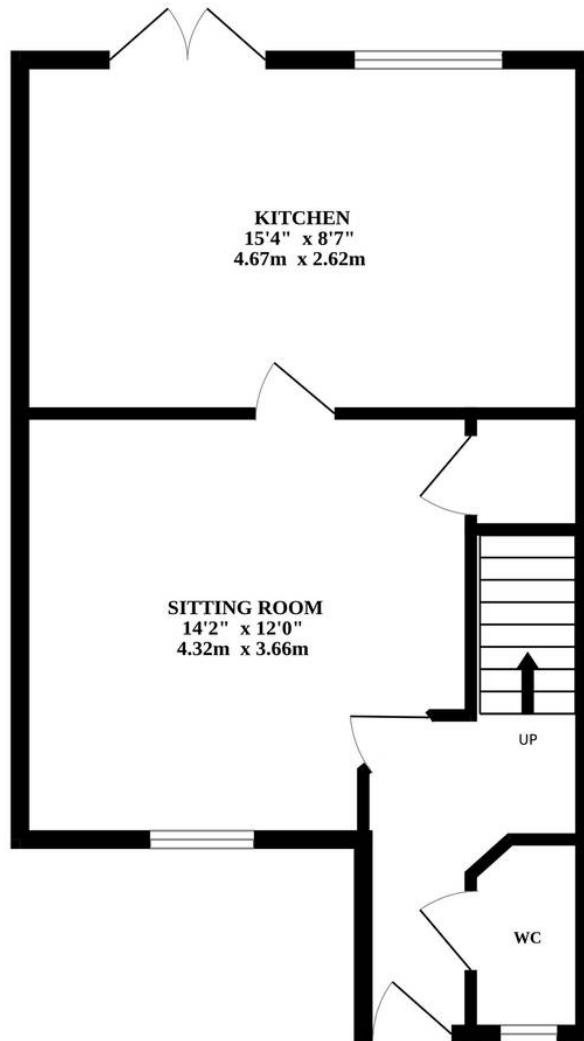 KITCHEN
15'4" x 8'7"
4.67m x 2.62m
SITTING ROOM
14'2" x 12'0"
4.32m x 3.66m
UP
WC